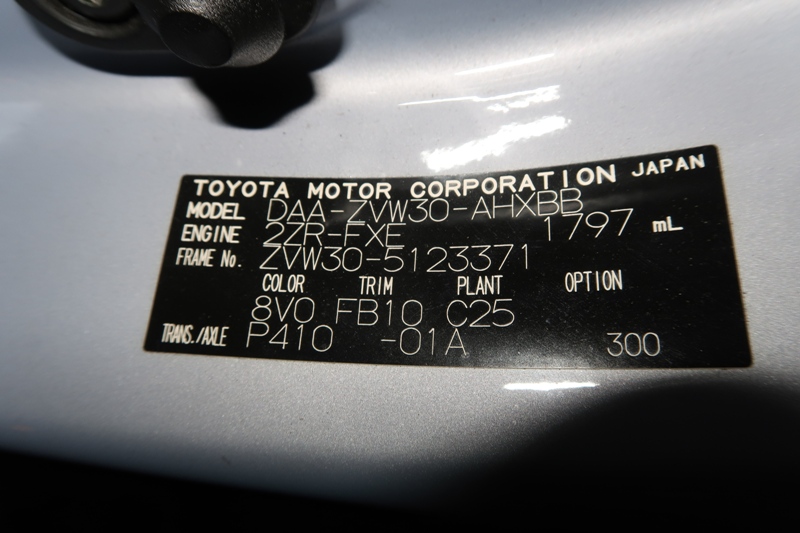 TOYOTA MOTOR CORPORATION JAPAN
MODEL DAA-ZVW30-AHXBB
ENGINE 2ZR-FXE 1797 mL
FRAME No. ZVW30-5123371
COLOR TRIM PLANT OPTION
8V0 FB10 C25
TRANS./AXLE P410 -01A 300